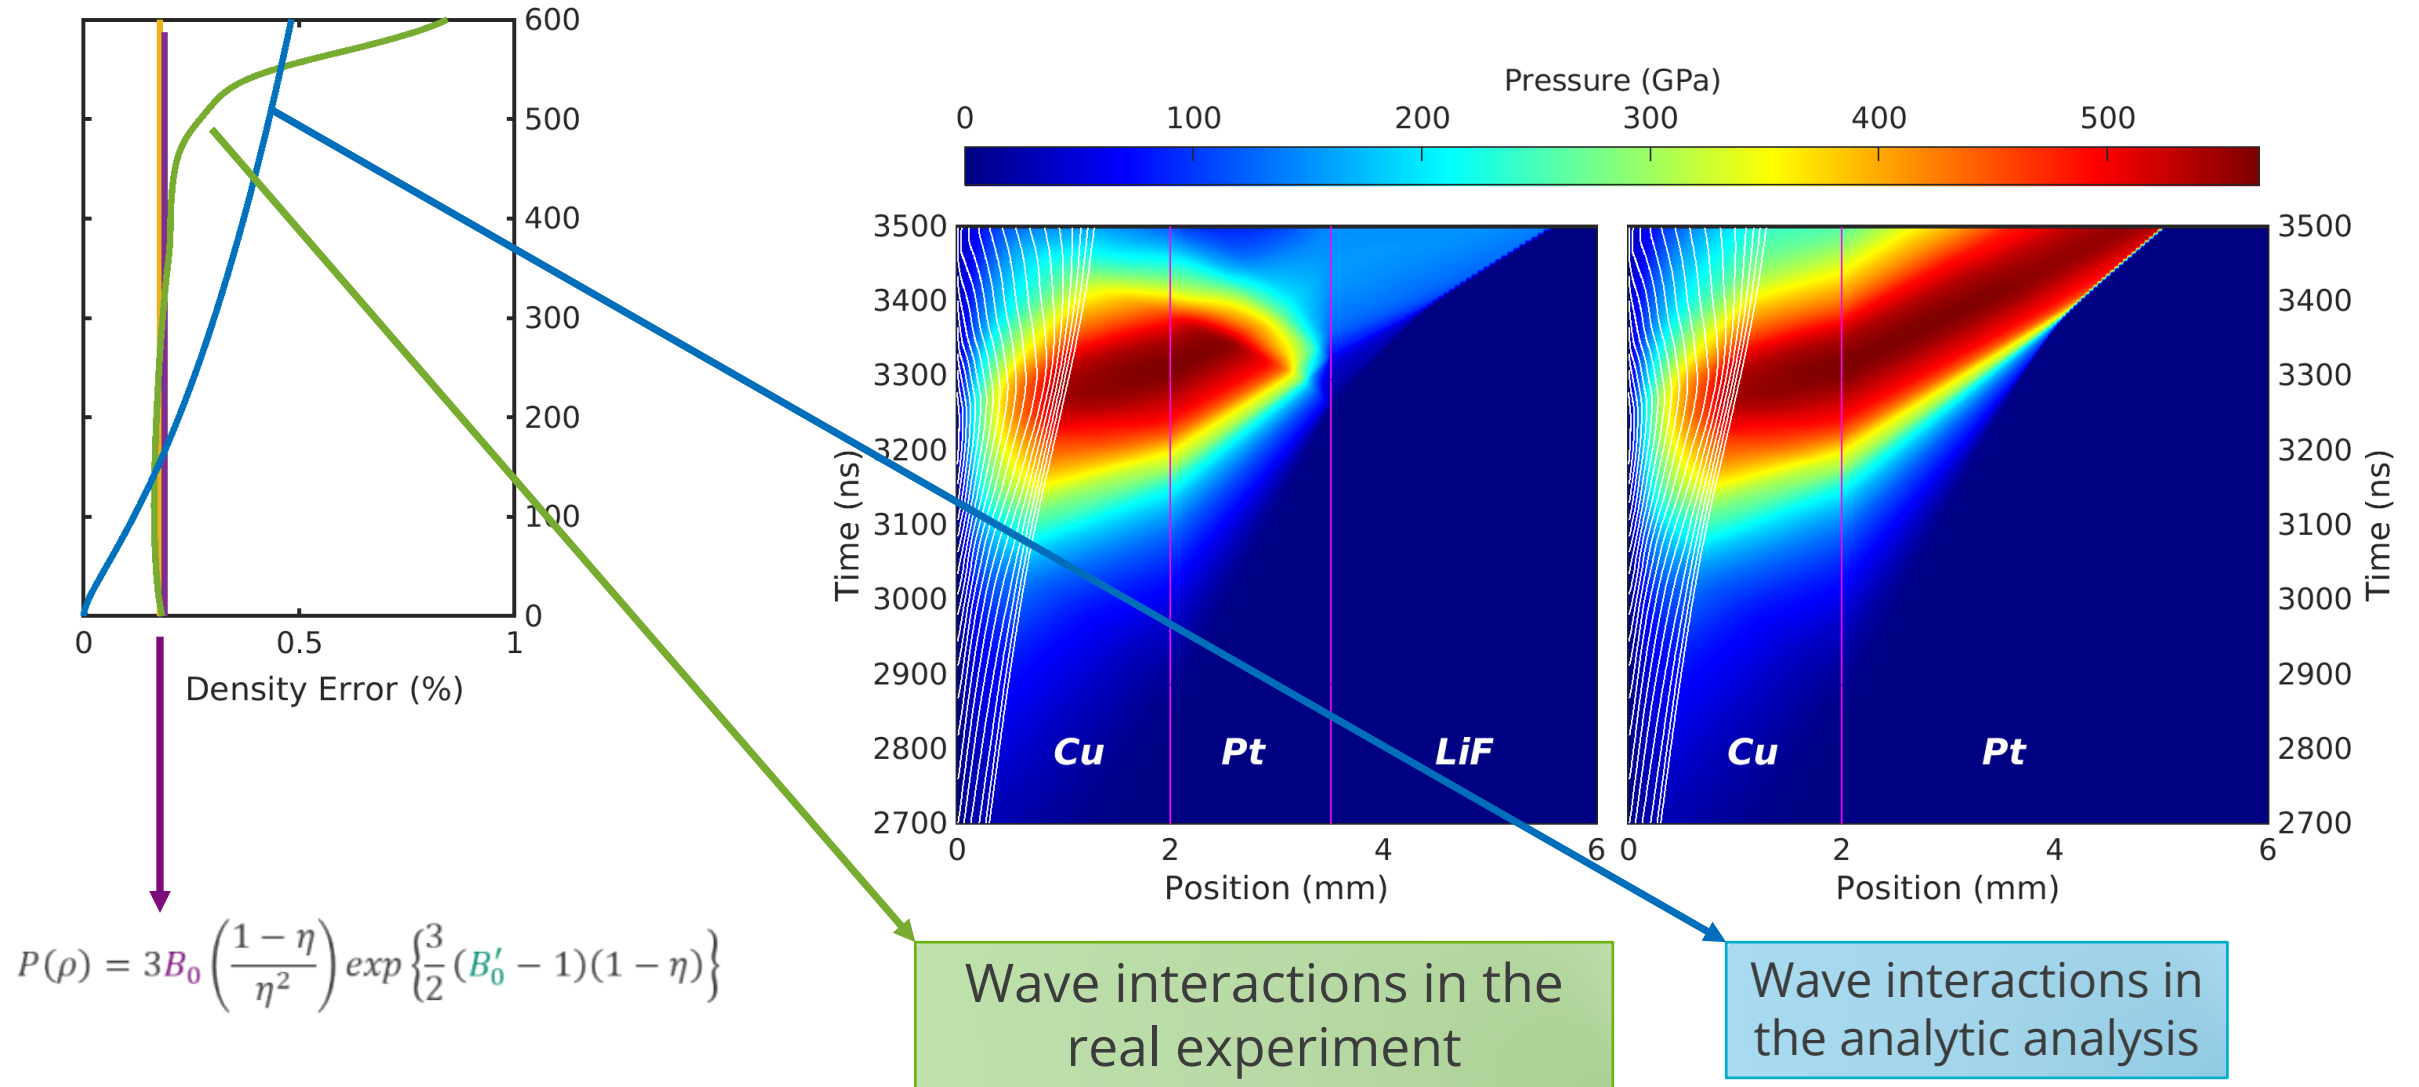 600
500
400
300
200
100
0
0 0.5 1
Density Error (%)
Pressure (GPa)
0 100 200 300 400 500
3500
3400
3300
3200
3100
3000
2900
2800
2700
Time (ns)
Cu Pt LiF
0 2 4 6
Position (mm)
Cu Pt
0 2 4 6
Position (mm)
3500
3400
3300
3200
3100
3000
2900
2800
2700
Time (ns)
P(ρ) = 3B₀ ((1 − η)/η²) exp {3/2 (B₀′ − 1)(1 − η)}
Wave interactions in the
real experiment
Wave interactions in
the analytic analysis